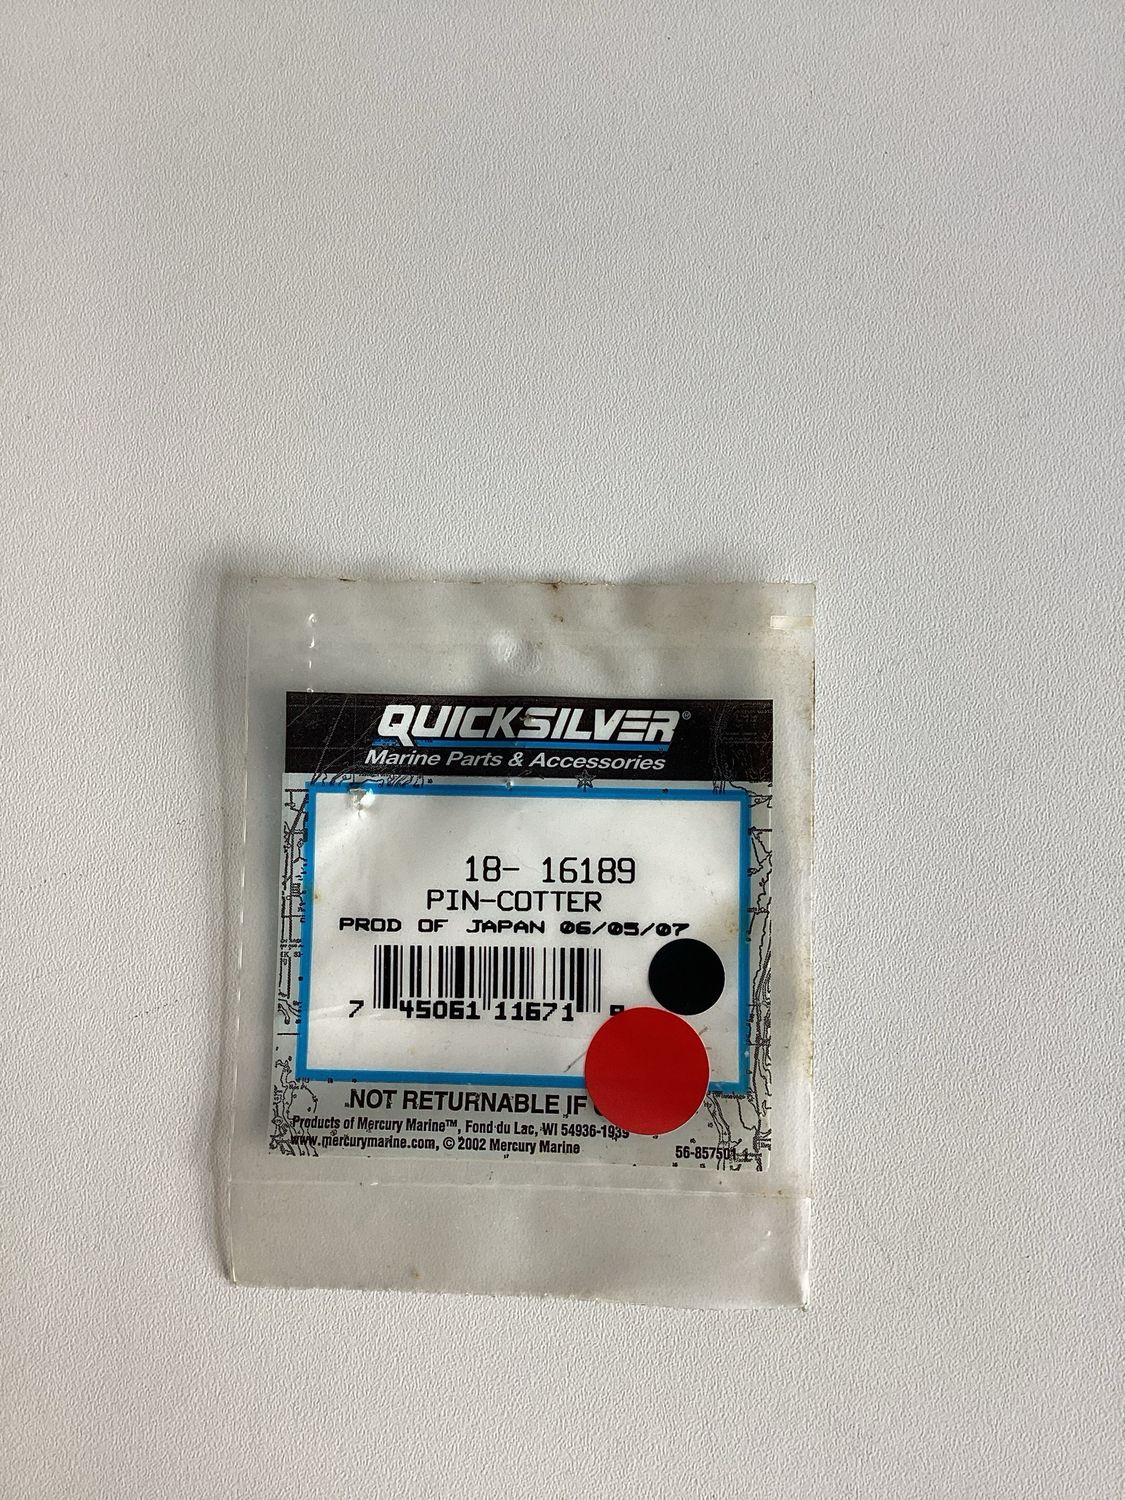 QUICKSILVER®
Marine Parts & Accessories
18- 16189
PIN-COTTER
PROD OF JAPAN 06/05/07
7 45061 11671
NOT RETURNABLE IF
Products of Mercury Marine™, Fond du Lac, WI 54936-1939
www.mercurymarine.com, © 2002 Mercury Marine
56-857501 1